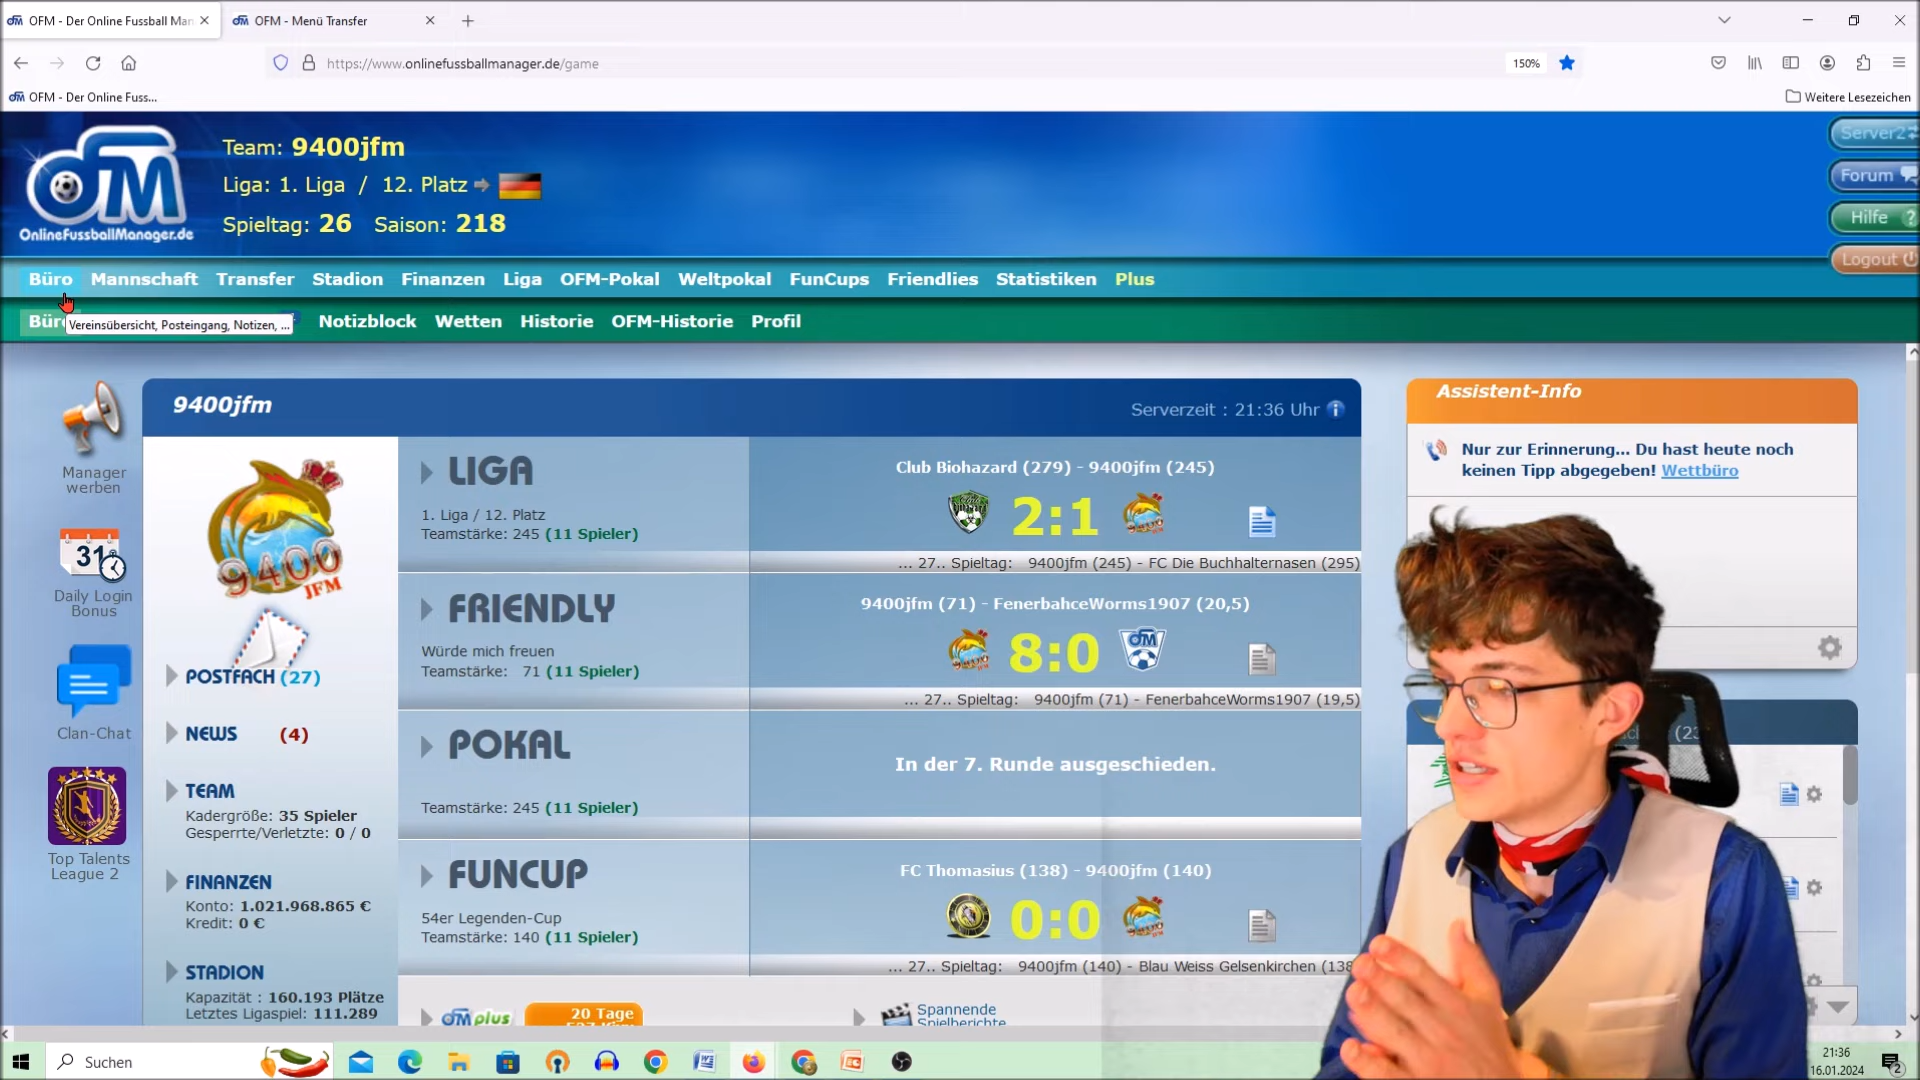 OFM - Der Online Fussball Man
OFM - Menü Transfer
https://www.onlinefussballmanager.de/game
150%
OFM - Der Online Fuss...
Weitere Lesezeichen
OFM
OnlineFussballManager.de
Team: 9400jfm
Liga: 1. Liga / 12. Platz
Spieltag: 26 Saison: 218
Server2
Forum
Hilfe ?
Logout
Büro Mannschaft Transfer Stadion Finanzen Liga OFM-Pokal Weltpokal FunCups Friendlies Statistiken Plus
Vereinsübersicht, Posteingang, Notizen, ...
Notizblock Wetten Historie OFM-Historie Profil
Manager
werben
31
Daily Login
Bonus
Clan-Chat
Top Talents
League 2
9400jfm
Serverzeit : 21:36 Uhr
9400
JFM
POSTFACH (27)
NEWS (4)
TEAM
Kadergröße: 35 Spieler
Gesperrte/Verletzte: 0 / 0
FINANZEN
Konto: 1.021.968.865 €
Kredit: 0 €
STADION
Kapazität : 160.193 Plätze
Letztes Ligaspiel: 111.289
LIGA
1. Liga / 12. Platz
Teamstärke: 245 (11 Spieler)
Club Biohazard (279) - 9400jfm (245)
2:1
... 27.. Spieltag: 9400jfm (245) - FC Die Buchhalternasen (295)
FRIENDLY
Würde mich freuen
Teamstärke: 71 (11 Spieler)
9400jfm (71) - FenerbahceWorms1907 (20,5)
8:0
... 27.. Spieltag: 9400jfm (71) - FenerbahceWorms1907 (19,5)
POKAL
Teamstärke: 245 (11 Spieler)
In der 7. Runde ausgeschieden.
FUNCUP
54er Legenden-Cup
Teamstärke: 140 (11 Spieler)
FC Thomasius (138) - 9400jfm (140)
0:0
... 27.. Spieltag: 9400jfm (140) - Blau Weiss Gelsenkirchen (138
OFM plus
20 Tage
Spannende
Spielberichte
Assistent-Info
Nur zur Erinnerung... Du hast heute noch
keinen Tipp abgegeben! Wettbüro
Suchen
21:36
16.01.2024
2